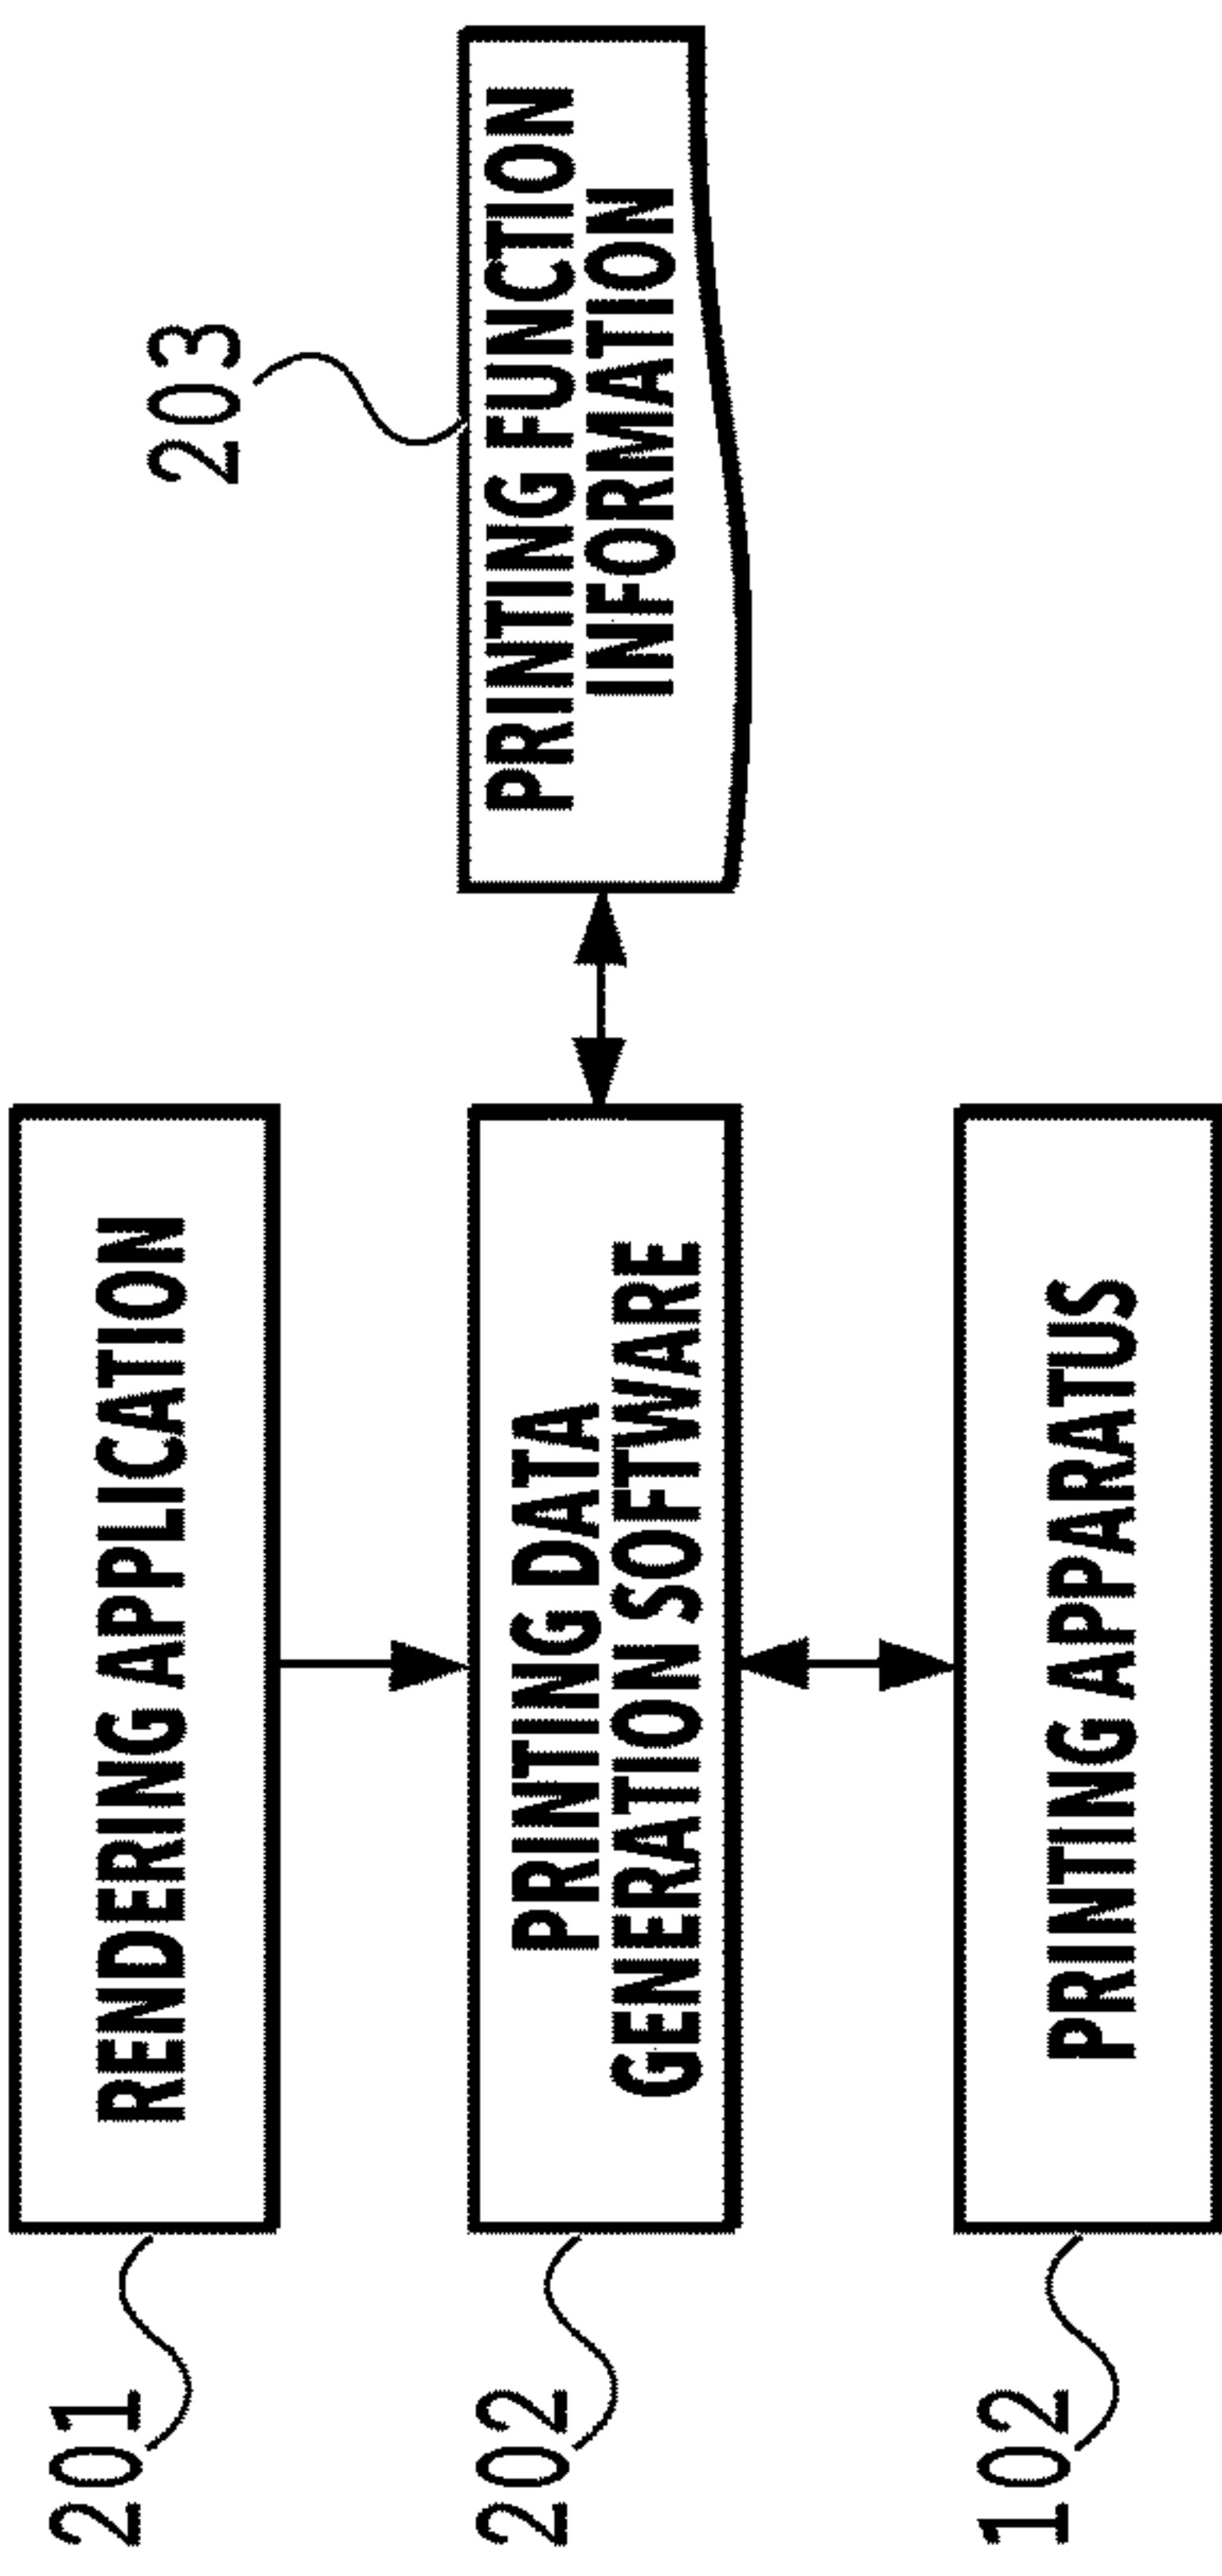 201
RENDERING APPLICATION
203
202
PRINTING DATA
GENERATION SOFTWARE
PRINTING FUNCTION
INFORMATION
102
PRINTING APPARATUS